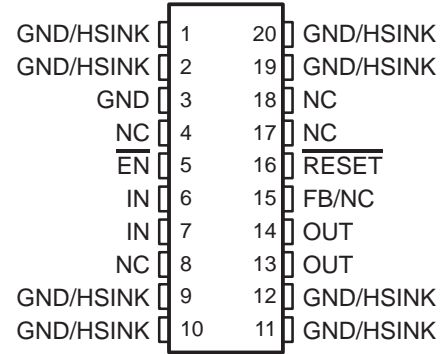 GND/HSINK 1 20 GND/HSINK
GND/HSINK 2 19 GND/HSINK
GND 3 18 NC
NC 4 17 NC
E̅N̅ 5 16 R̅E̅S̅E̅T̅
IN 6 15 FB/NC
IN 7 14 OUT
NC 8 13 OUT
GND/HSINK 9 12 GND/HSINK
GND/HSINK 10 11 GND/HSINK